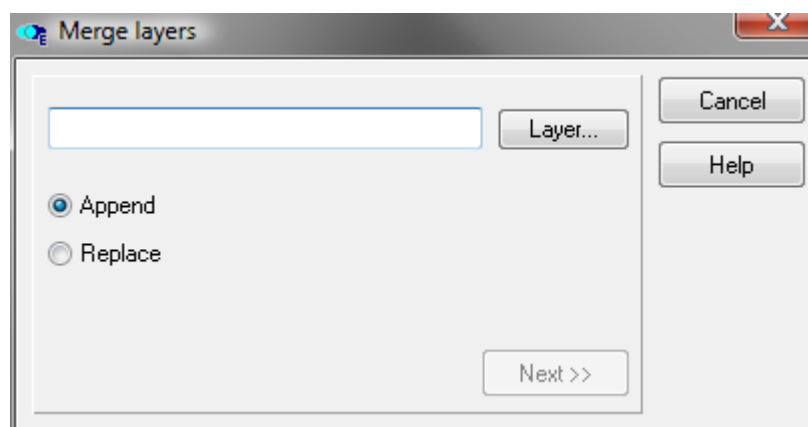 Merge layers
Cancel
Layer...
Help
Append
Replace
Next >>